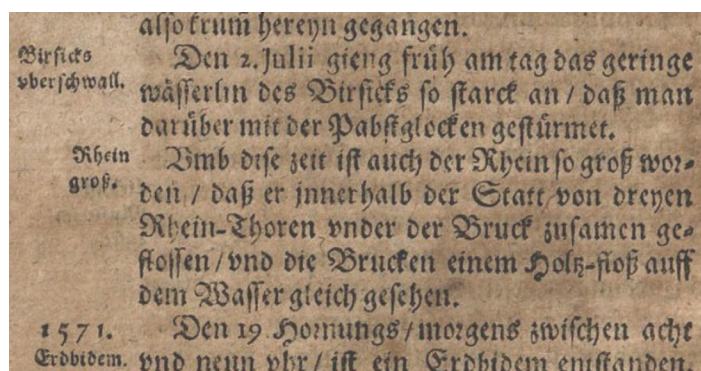 also krum̃ hereyn gegangen.
Birsicks
vberschwall.
Den 2. Julii gieng früh am tag das geringe
wässerlin des Birsicks so starck an / daß man
darüber mit der Pabstglocken gestürmet.
Rhein
groß.
Vmb dise zeit ist auch der Rhein so groß wor-
den / daß er jnnerhalb der Statt / von dreyen
Rhein-Thoren vnder der Bruck zusamen ge-
flossen / vnd die Brucken einem Holtz-floß auff
dem Wasser gleich gesehen.
1571.
Erdbidem.
Den 19. Hornungs / morgens zwischen acht
vnd neun vhr / ist ein Erdbidem entstanden,